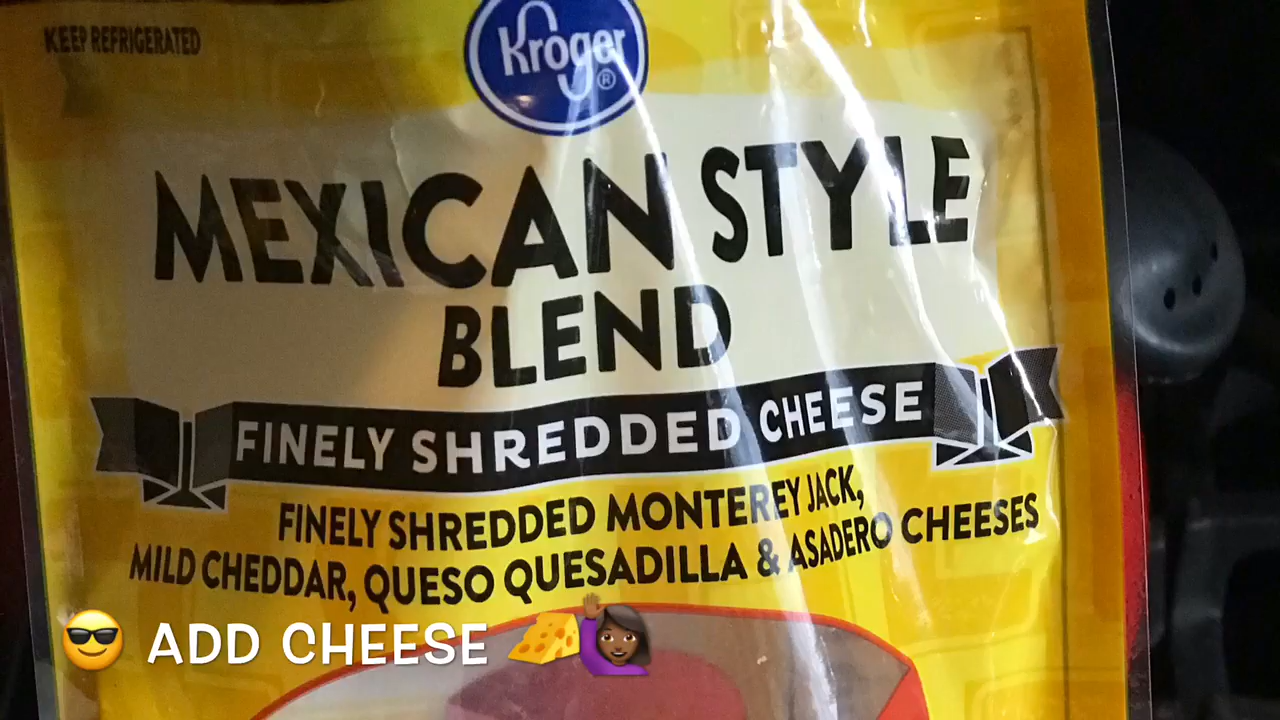 KEEP REFRIGERATED
Kroger®
MEXICAN STYLE
BLEND
FINELY SHREDDED CHEESE
FINELY SHREDDED MONTEREY JACK,
MILD CHEDDAR, QUESO QUESADILLA & ASADERO CHEESES
😎 ADD CHEESE 🧀🙋🏾‍♀️